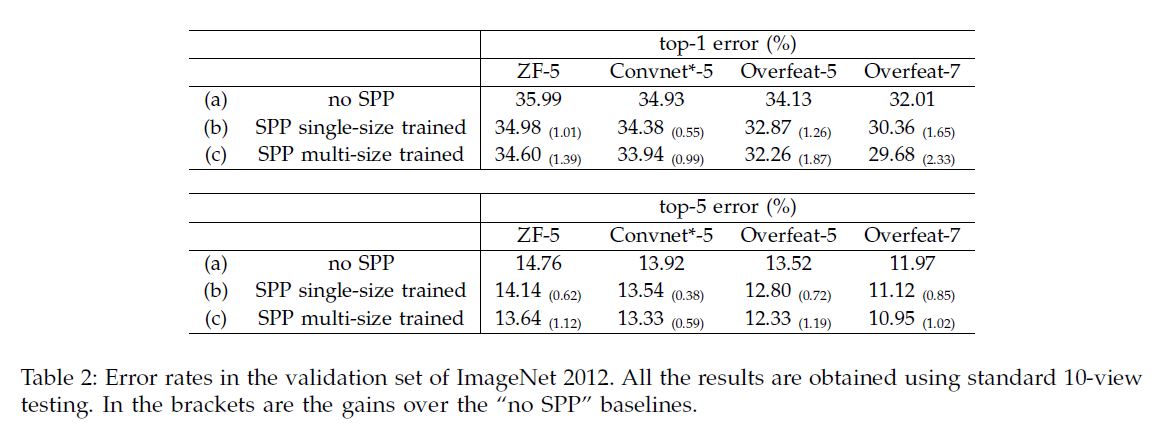 top-1 error (%)
ZF-5 Convnet*-5 Overfeat-5 Overfeat-7
(a) no SPP 35.99 34.93 34.13 32.01
(b) SPP single-size trained 34.98 (1.01) 34.38 (0.55) 32.87 (1.26) 30.36 (1.65)
(c) SPP multi-size trained 34.60 (1.39) 33.94 (0.99) 32.26 (1.87) 29.68 (2.33)
top-5 error (%)
ZF-5 Convnet*-5 Overfeat-5 Overfeat-7
(a) no SPP 14.76 13.92 13.52 11.97
(b) SPP single-size trained 14.14 (0.62) 13.54 (0.38) 12.80 (0.72) 11.12 (0.85)
(c) SPP multi-size trained 13.64 (1.12) 13.33 (0.59) 12.33 (1.19) 10.95 (1.02)
Table 2: Error rates in the validation set of ImageNet 2012. All the results are obtained using standard 10-view
testing. In the brackets are the gains over the “no SPP” baselines.